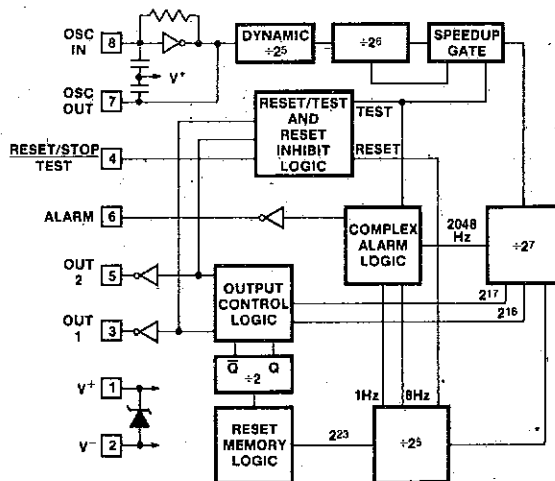 OSC
IN
8
V+
OSC
OUT
7
DYNAMIC
÷2⁵
÷2⁶
SPEEDUP
GATE
RESET/STOP
TEST
4
RESET/TEST
AND
RESET
INHIBIT
LOGIC
TEST
RESET
ALARM
6
COMPLEX
ALARM
LOGIC
2048
Hz
÷27
OUT
2
5
OUT
1
3
OUTPUT
CONTROL
LOGIC
2¹⁷
2¹⁶
Q̅ Q
÷2
1Hz
8Hz
V+ 1
V− 2
RESET
MEMORY
LOGIC
2²³
÷2⁵